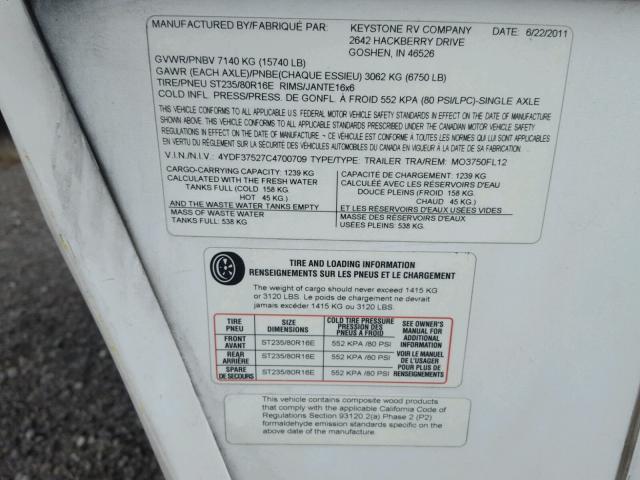 MANUFACTURED BY/FABRIQUÉ PAR: KEYSTONE RV COMPANY DATE: 6/22/2011
2642 HACKBERRY DRIVE
GOSHEN, IN 46526
GVWR/PNBV 7140 KG (15740 LB)
GAWR (EACH AXLE)/PNBE(CHAQUE ESSIEU) 3062 KG (6750 LB)
TIRE/PNEU ST235/80R16E RIMS/JANTE16x6
COLD INFL. PRESS/PRESS. DE GONFL. À FROID 552 KPA (80 PSI/LPC)-SINGLE AXLE
THIS VEHICLE CONFORMS TO ALL APPLICABLE U.S. FEDERAL MOTOR VEHICLE SAFETY STANDARDS IN EFFECT ON
THE DATE OF MANUFACTURE SHOWN ABOVE. THIS VEHICLE CONFORMS TO ALL APPLICABLE STANDARDS
PRESCRIBED UNDER THE CANADIAN MOTOR VEHICLE SAFETY
REGULATIONS IN EFFECT ON THE DATE OF MANUFACTURE. ~ CE VÉHICULE EST CONFORME À TOUTES LES NORMES QUI LUI SONT APPLICABLES
EN VERTU DU RÈGLEMENT SUR LA SÉCURITÉ DES VÉHICULES AUTOMOBILES DU CANADA EN VIGUEUR À LA DATE DE SA FABRICATION.
V.I.N./N.I.V.: 4YDF37527C4700709 TYPE/TYPE: TRAILER TRA/REM: MO3750FL12
CARGO-CARRYING CAPACITY: 1239 KG
CALCULATED WITH THE FRESH WATER
TANKS FULL (COLD 158 KG.
HOT 45 KG.)
AND THE WASTE WATER TANKS EMPTY
MASS OF WASTE WATER
TANKS FULL: 538 KG
CAPACITÉ DE CHARGEMENT: 1239 KG
CALCULÉE AVEC LES RÉSERVOIRS D'EAU
DOUCE PLEINS (FROID 158 KG.
CHAUD 45 KG.)
ET LES RÉSERVOIRS D'EAUX USÉES VIDES
MASSE DES RÉSERVOIRS D'EAUX
USÉES PLEINS: 538 KG.
TIRE AND LOADING INFORMATION
RENSEIGNEMENTS SUR LES PNEUS ET LE CHARGEMENT
The weight of cargo should never exceed 1415 KG
or 3120 LBS. Le poids de chargement ne devrait
jamais excéder 1415 KG ou 3120 LBS.
TIRE PNEU
SIZE DIMENSIONS
COLD TIRE PRESSURE
PRESSION DES
PNEUS A FROID
SEE OWNER'S
MANUAL FOR
ADDITIONAL
INFORMATION
VOIR LE MANUEL
DE L'USAGER
POUR PLUS DE
RENSEIGNEMENTS
FRONT AVANT ST235/80R16E 552 KPA /80 PSI
REAR ARRIÈRE ST235/80R16E 552 KPA /80 PSI
SPARE DE SECOURS ST235/80R16E 552 KPA /80 PSI
This vehicle contains composite wood products
that comply with the applicable California Code of
Regulations Section 93120.2(a) Phase 2 (P2)
formaldehyde emission standards specific on the
above date of manufacture.